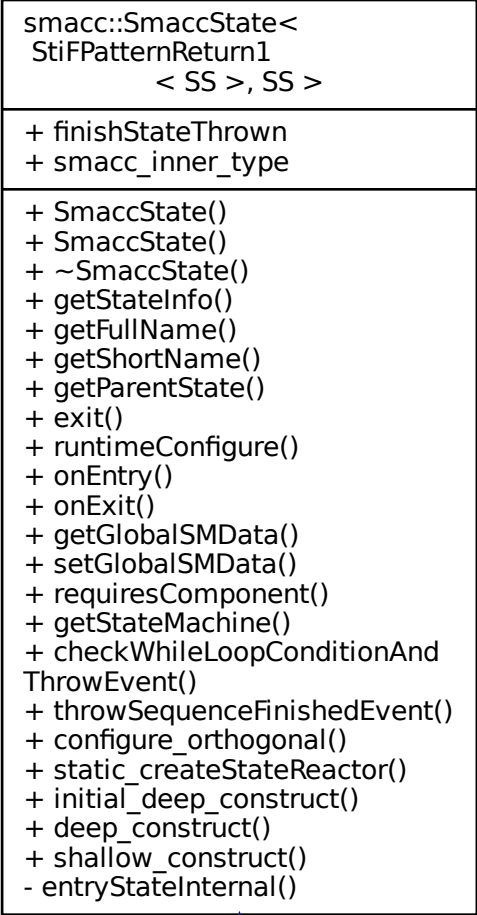 smacc::SmaccState<
StiFPatternReturn1
< SS >, SS >
+ finishStateThrown
+ smacc_inner_type
+ SmaccState()
+ SmaccState()
+ ~SmaccState()
+ getStateInfo()
+ getFullName()
+ getShortName()
+ getParentState()
+ exit()
+ runtimeConfigure()
+ onEntry()
+ onExit()
+ getGlobalSMData()
+ setGlobalSMData()
+ requiresComponent()
+ getStateMachine()
+ checkWhileLoopConditionAnd
ThrowEvent()
+ throwSequenceFinishedEvent()
+ configure_orthogonal()
+ static_createStateReactor()
+ initial_deep_construct()
+ deep_construct()
+ shallow_construct()
- entryStateInternal()